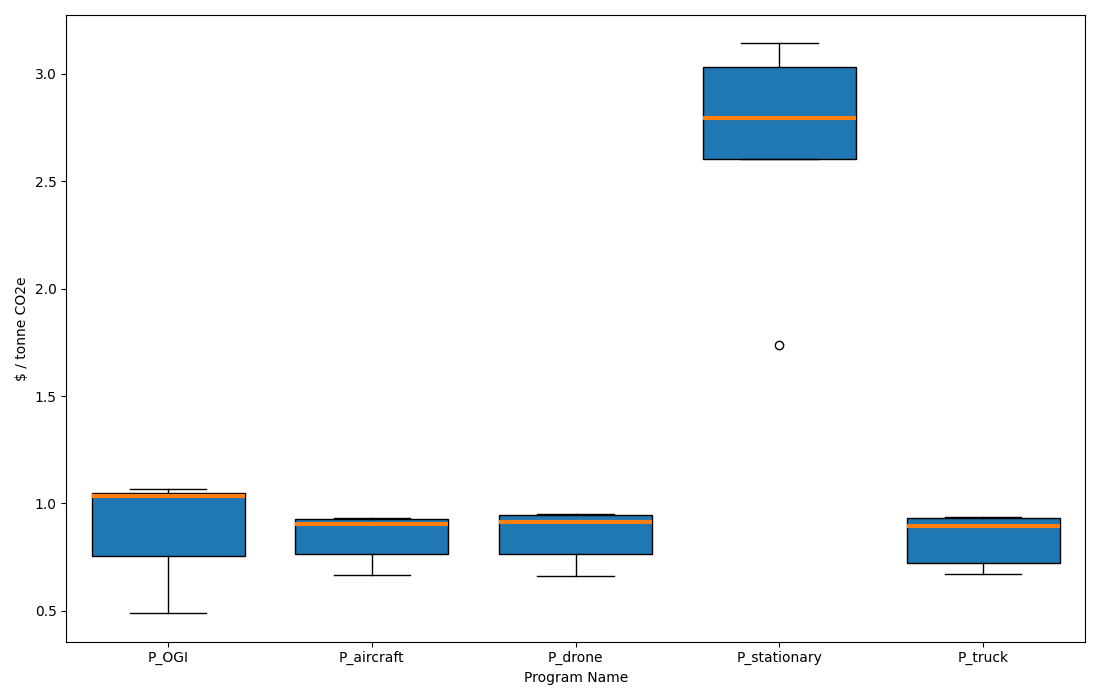 3.0
2.5
2.0
1.5
1.0
0.5
$ / tonne CO2e
P_OGI P_aircraft P_drone P_stationary P_truck
Program Name